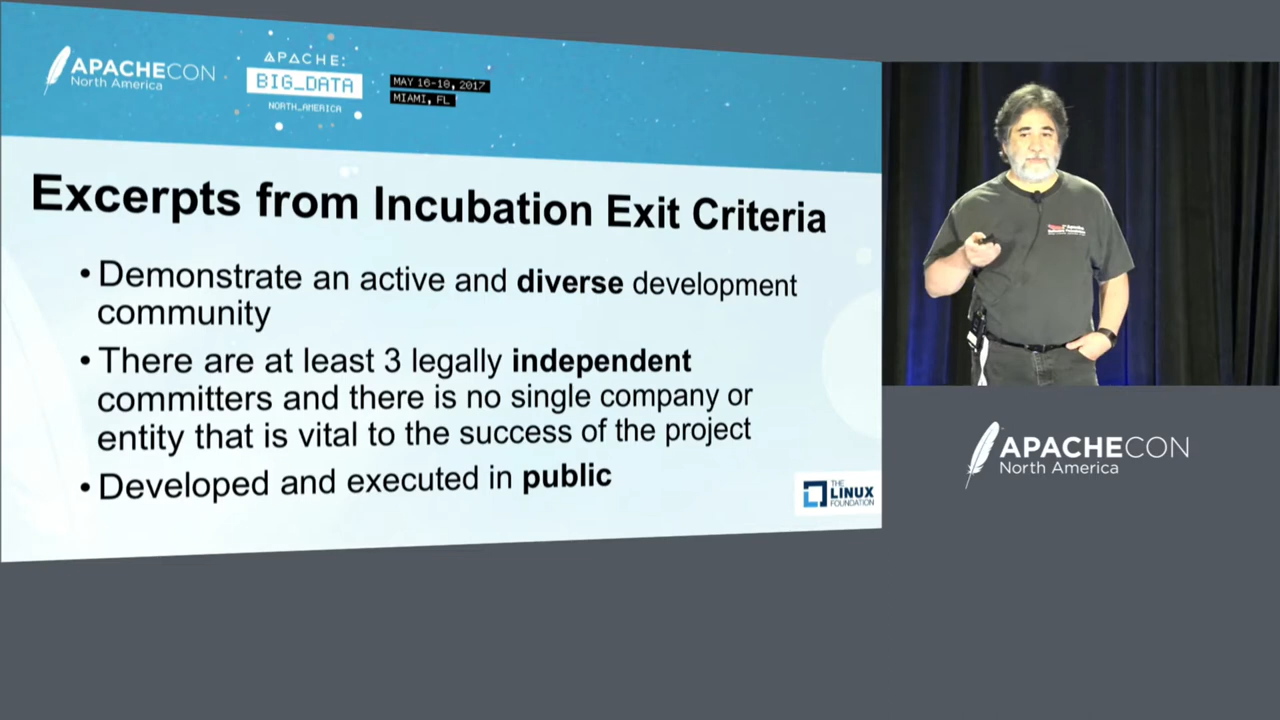 APACHECON
North America
APACHE:
BIG_DATA
NORTH_AMERICA
MAY 16-18, 2017
MIAMI, FL
Excerpts from Incubation Exit Criteria
• Demonstrate an active and diverse development
community
• There are at least 3 legally independent
committers and there is no single company or
entity that is vital to the success of the project
• Developed and executed in public
THE
LINUX
FOUNDATION
APACHECON
North America